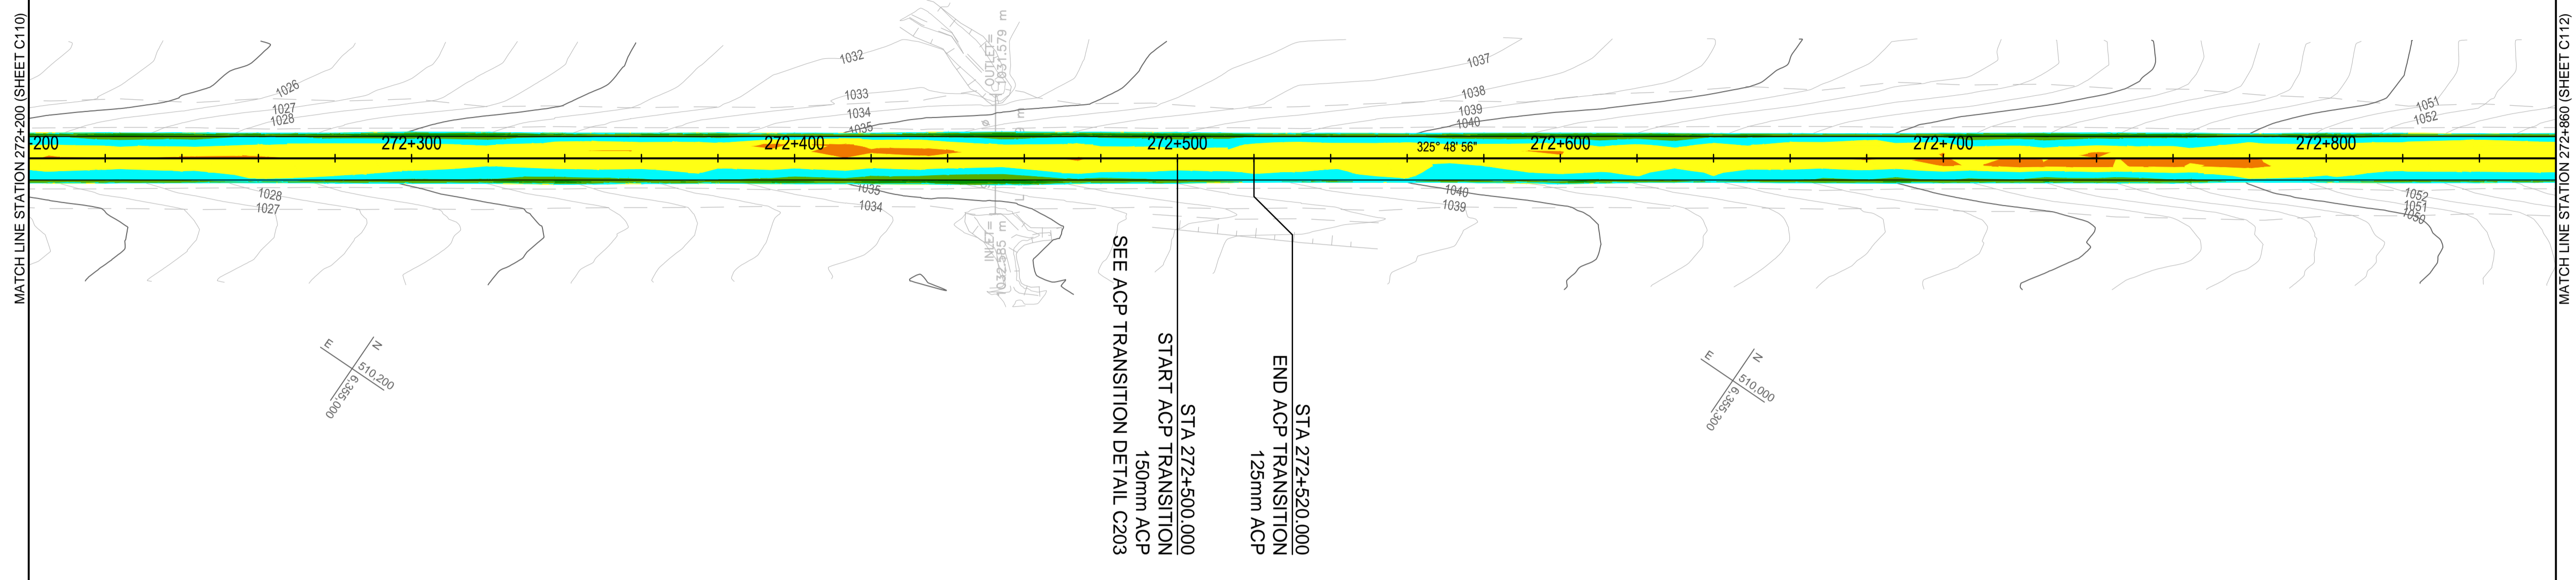 MATCH LINE STATION 272+200 (SHEET C110)
MATCH LINE STATION 272+860 (SHEET C112)
1026
1027
1028
1032
1033
1034
1035
OUTLET=
1031.579 m
1037
1038
1039
1040
1051
1052
200
272+300
272+400
272+500
325° 48' 56"
272+600
272+700
272+800
1028
1027
1035
1034
INLET=
1040
1039
1052
1051
1050
E
N
510,200
6,355,000
E
N
510,000
6,355,300
STA 272+500.000
START ACP TRANSITION
150mm ACP
SEE ACP TRANSITION DETAIL C203
STA 272+520.000
END ACP TRANSITION
125mm ACP